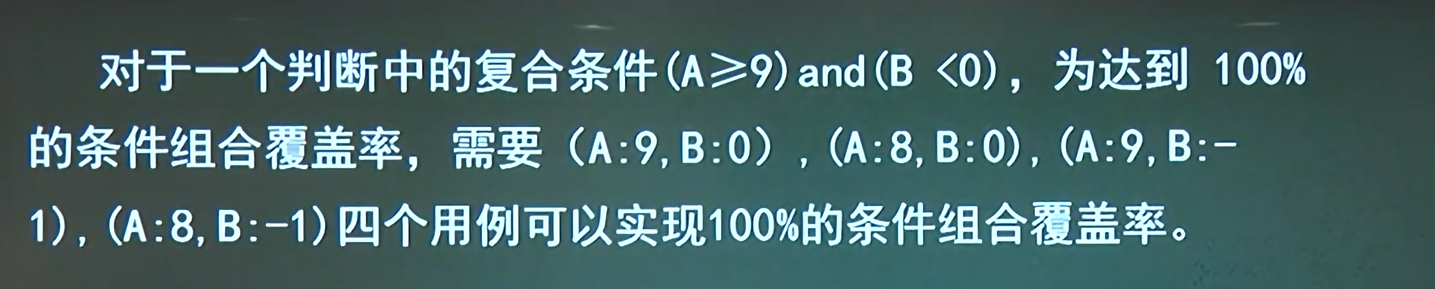 对于一个判断中的复合条件(A≥9)and(B <0)，为达到 100%
的条件组合覆盖率，需要（A:9,B:0）,(A:8,B:0),(A:9,B:-
1),(A:8,B:-1)四个用例可以实现100%的条件组合覆盖率。